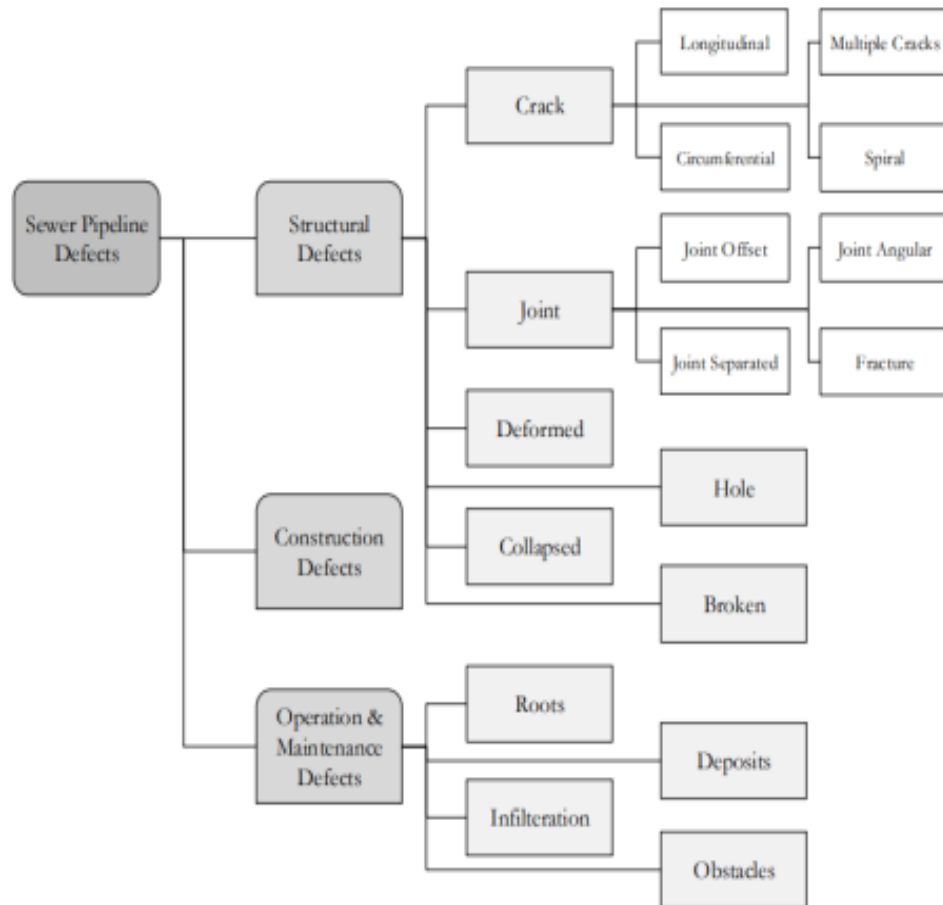 Longitudinal
Multiple Cracks
Crack
Circumferential
Spiral
Sewer Pipeline
Defects
Structural
Defects
Joint Offset
Joint Angular
Joint
Joint Separated
Fracture
Deformed
Hole
Construction
Defects
Collapsed
Broken
Operation &
Maintenance
Defects
Roots
Deposits
Infilteration
Obstacles